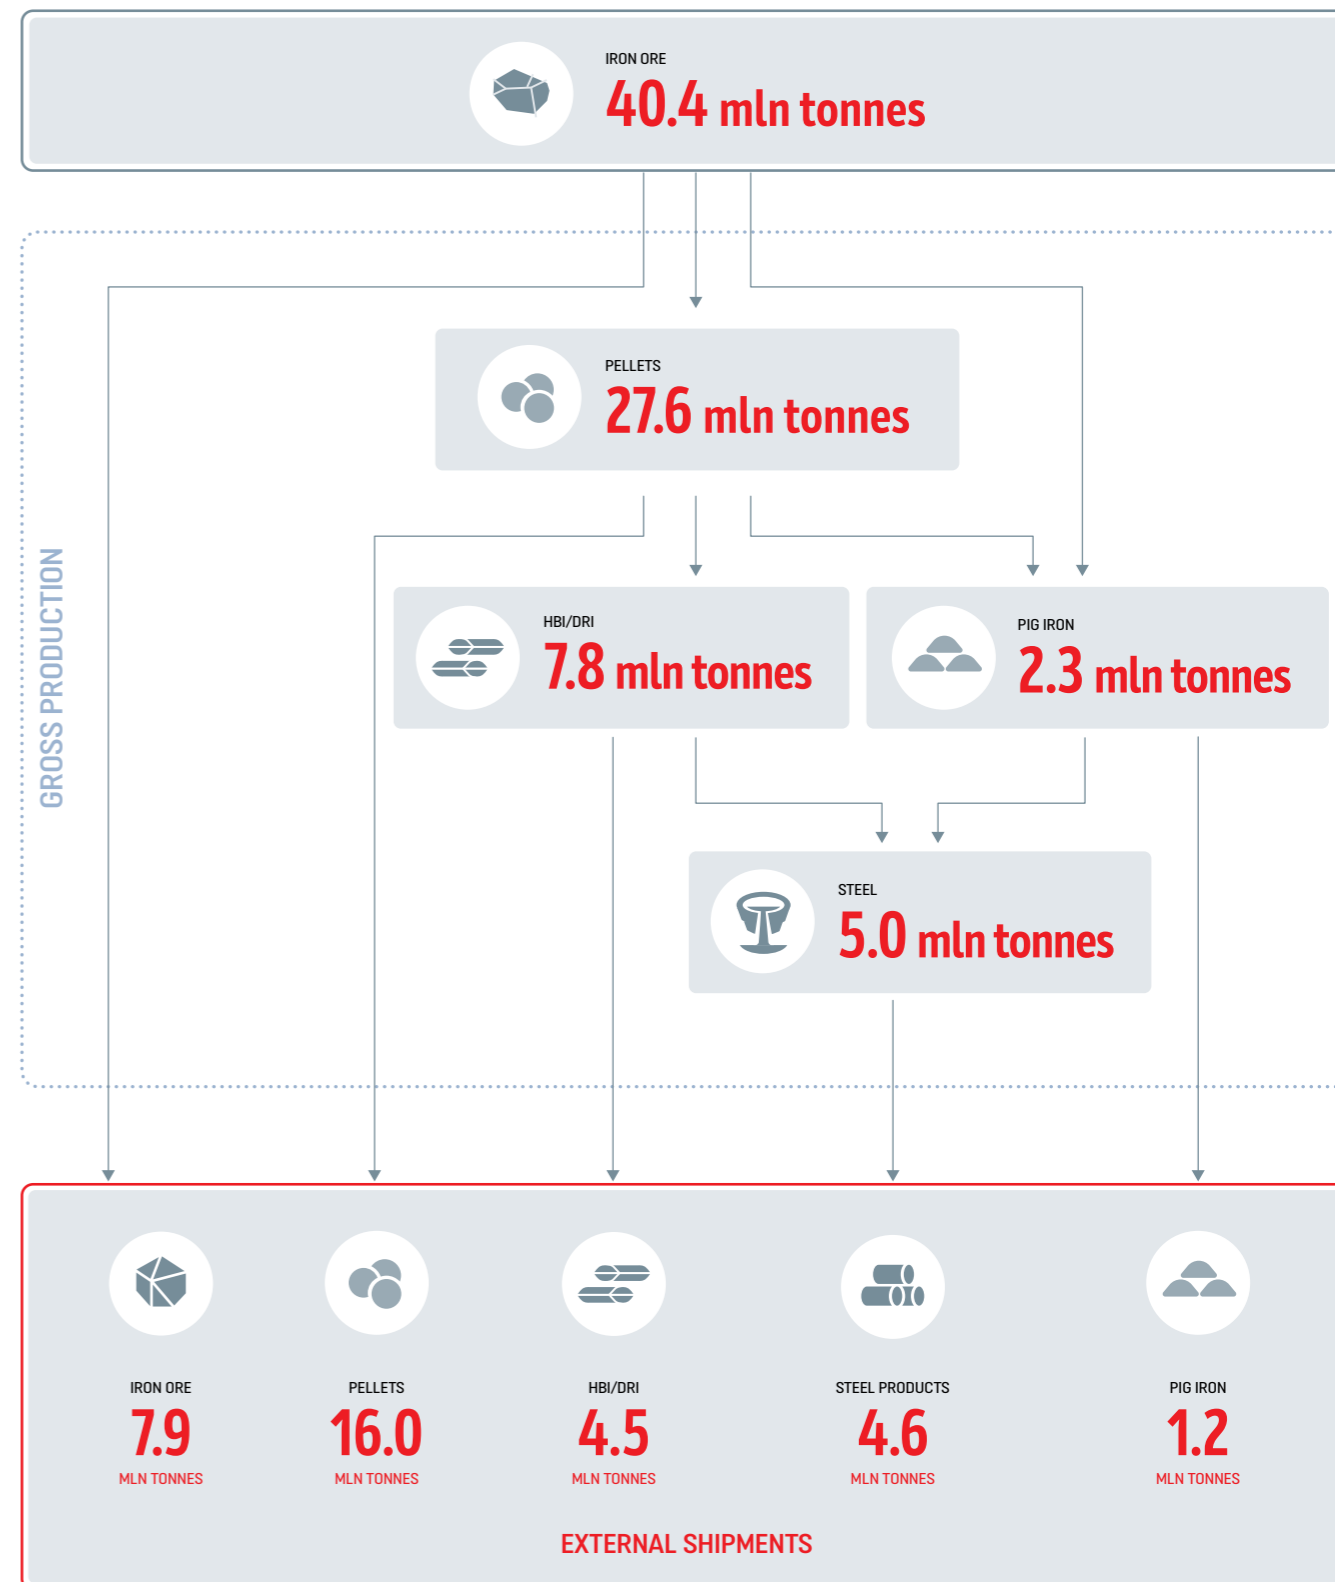 IRON ORE
40.4 mln tonnes
PELLETS
27.6 mln tonnes
GROSS PRODUCTION
HBI/DRI
7.8 mln tonnes
PIG IRON
2.3 mln tonnes
STEEL
5.0 mln tonnes
IRON ORE
7.9
MLN TONNES
PELLETS
16.0
MLN TONNES
HBI/DRI
4.5
MLN TONNES
STEEL PRODUCTS
4.6
MLN TONNES
PIG IRON
1.2
MLN TONNES
EXTERNAL SHIPMENTS